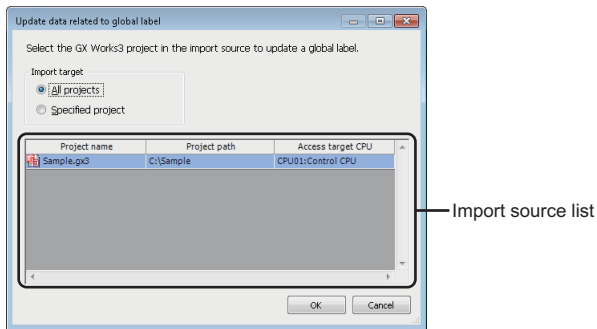 Update data related to global label
Select the GX Works3 project in the import source to update a global label.
Import target
All projects
Specified project
Project name Project path Access target CPU
Sample.gx3 C:\Sample CPU01:Control CPU
Import source list
OK Cancel